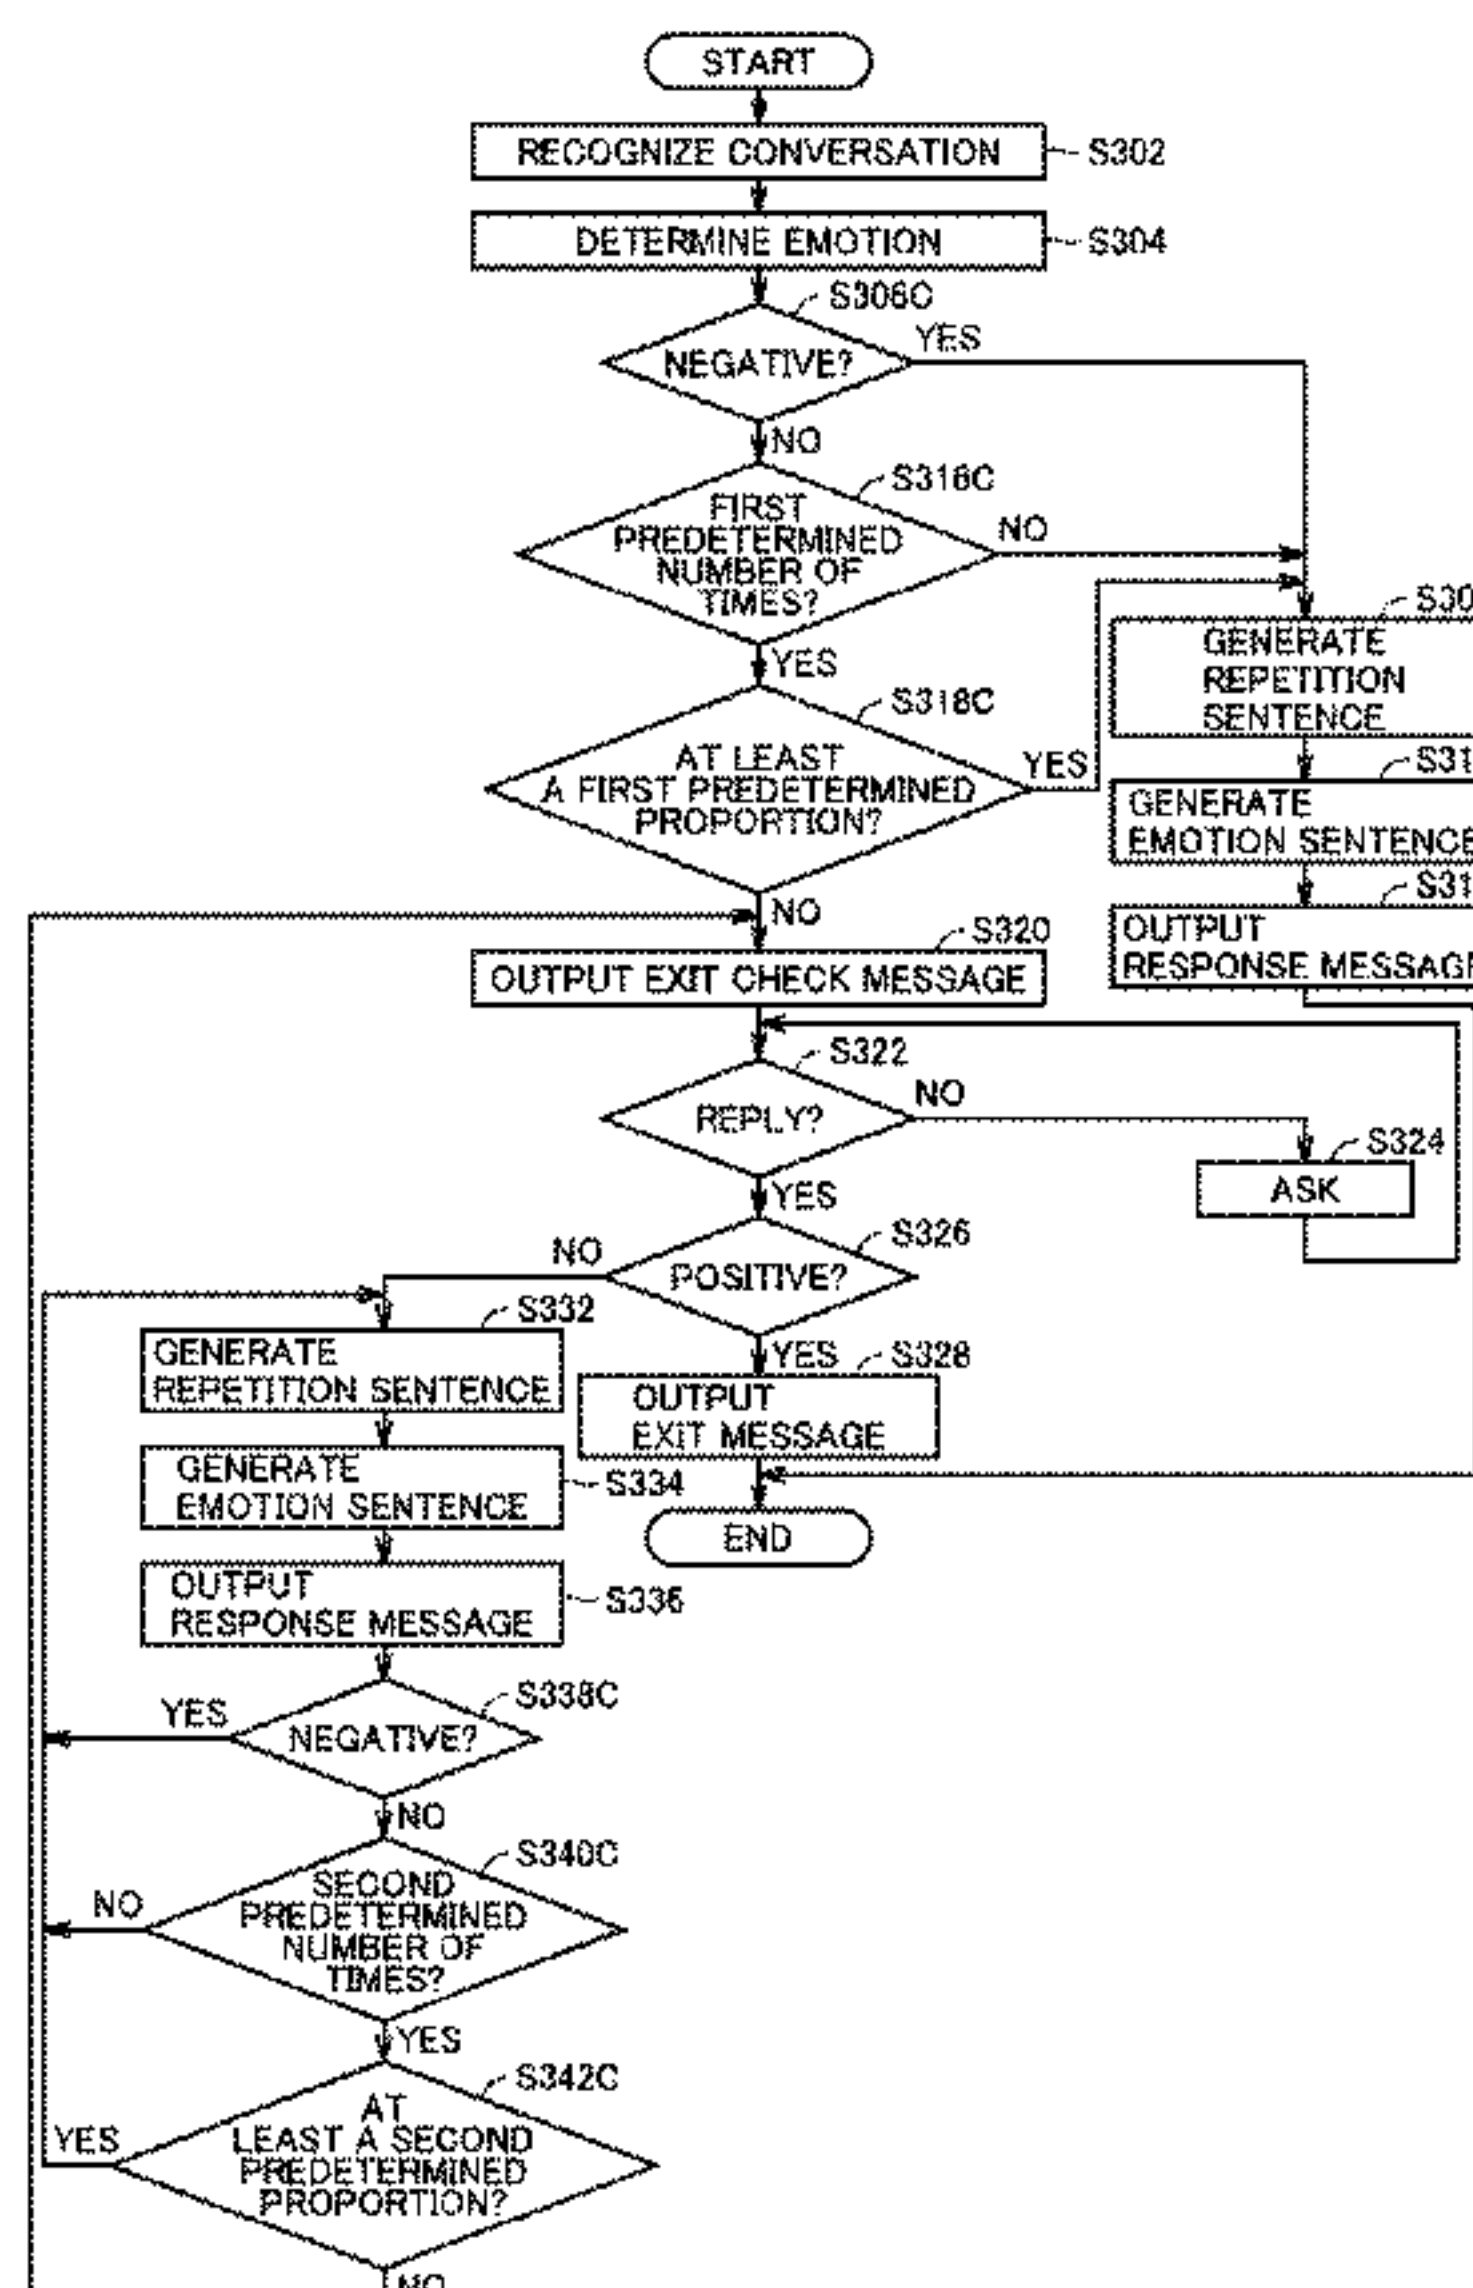 START
RECOGNIZE CONVERSATION
S302
DETERMINE EMOTION
S304
S306C
NEGATIVE?
YES
NO
S316C
FIRST
PREDETERMINED
NUMBER OF
TIMES?
NO
YES
S318C
AT LEAST
A FIRST PREDETERMINED
PROPORTION?
YES
NO
S30
GENERATE
REPETITION
SENTENCE
S31
GENERATE
EMOTION SENTENCE
S31
OUTPUT
RESPONSE MESSAGE
S320
OUTPUT EXIT CHECK MESSAGE
S322
REPLY?
NO
S324
ASK
YES
S326
POSITIVE?
NO
YES
S328
OUTPUT
EXIT MESSAGE
END
S332
GENERATE
REPETITION SENTENCE
GENERATE
EMOTION SENTENCE
S334
OUTPUT
RESPONSE MESSAGE
S336
S338C
NEGATIVE?
YES
NO
S340C
SECOND
PREDETERMINED
NUMBER OF
TIMES?
NO
YES
S342C
AT
LEAST A SECOND
PREDETERMINED
PROPORTION?
YES
NO